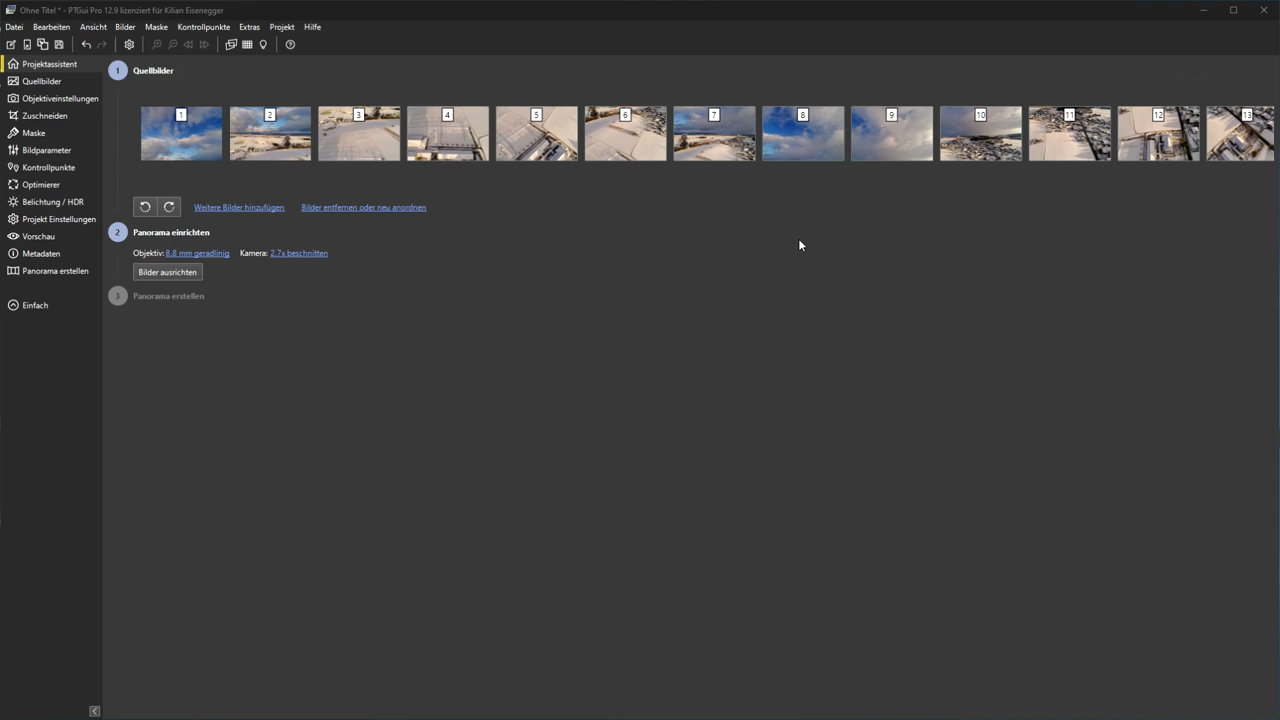 Ohne Titel * - PTGui Pro 12.9 lizenziert für Kilian Eisenegger
Datei Bearbeiten Ansicht Bilder Maske Kontrollpunkte Extras Projekt Hilfe
Projektassistent
Quellbilder
Objektiveinstellungen
Zuschneiden
Maske
Bildparameter
Kontrollpunkte
Optimierer
Belichtung / HDR
Projekt Einstellungen
Vorschau
Metadaten
Panorama erstellen
Einfach
1 Quellbilder
1 2 3 4 5 6 7 8 9 10 11 12 13
Weitere Bilder hinzufügen Bilder entfernen oder neu anordnen
2 Panorama einrichten
Objektiv: 8.8 mm geradlinig Kamera: 2.7x beschnitten
Bilder ausrichten
3 Panorama erstellen